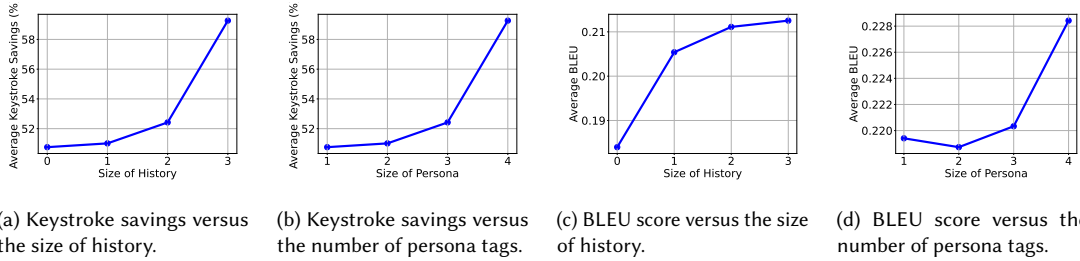 Average Keystroke Savings (%
58
56
54
52
0 1 2 3
Size of History
Average Keystroke Savings (%
58
56
54
52
1 2 3 4
Size of Persona
Average BLEU
0.21
0.20
0.19
0 1 2 3
Size of History
Average BLEU
0.228
0.226
0.224
0.222
0.220
1 2 3 4
Size of Persona
(a) Keystroke savings versus
the size of history.
(b) Keystroke savings versus
the number of persona tags.
(c) BLEU score versus the size
of history.
(d) BLEU score versus the
number of persona tags.